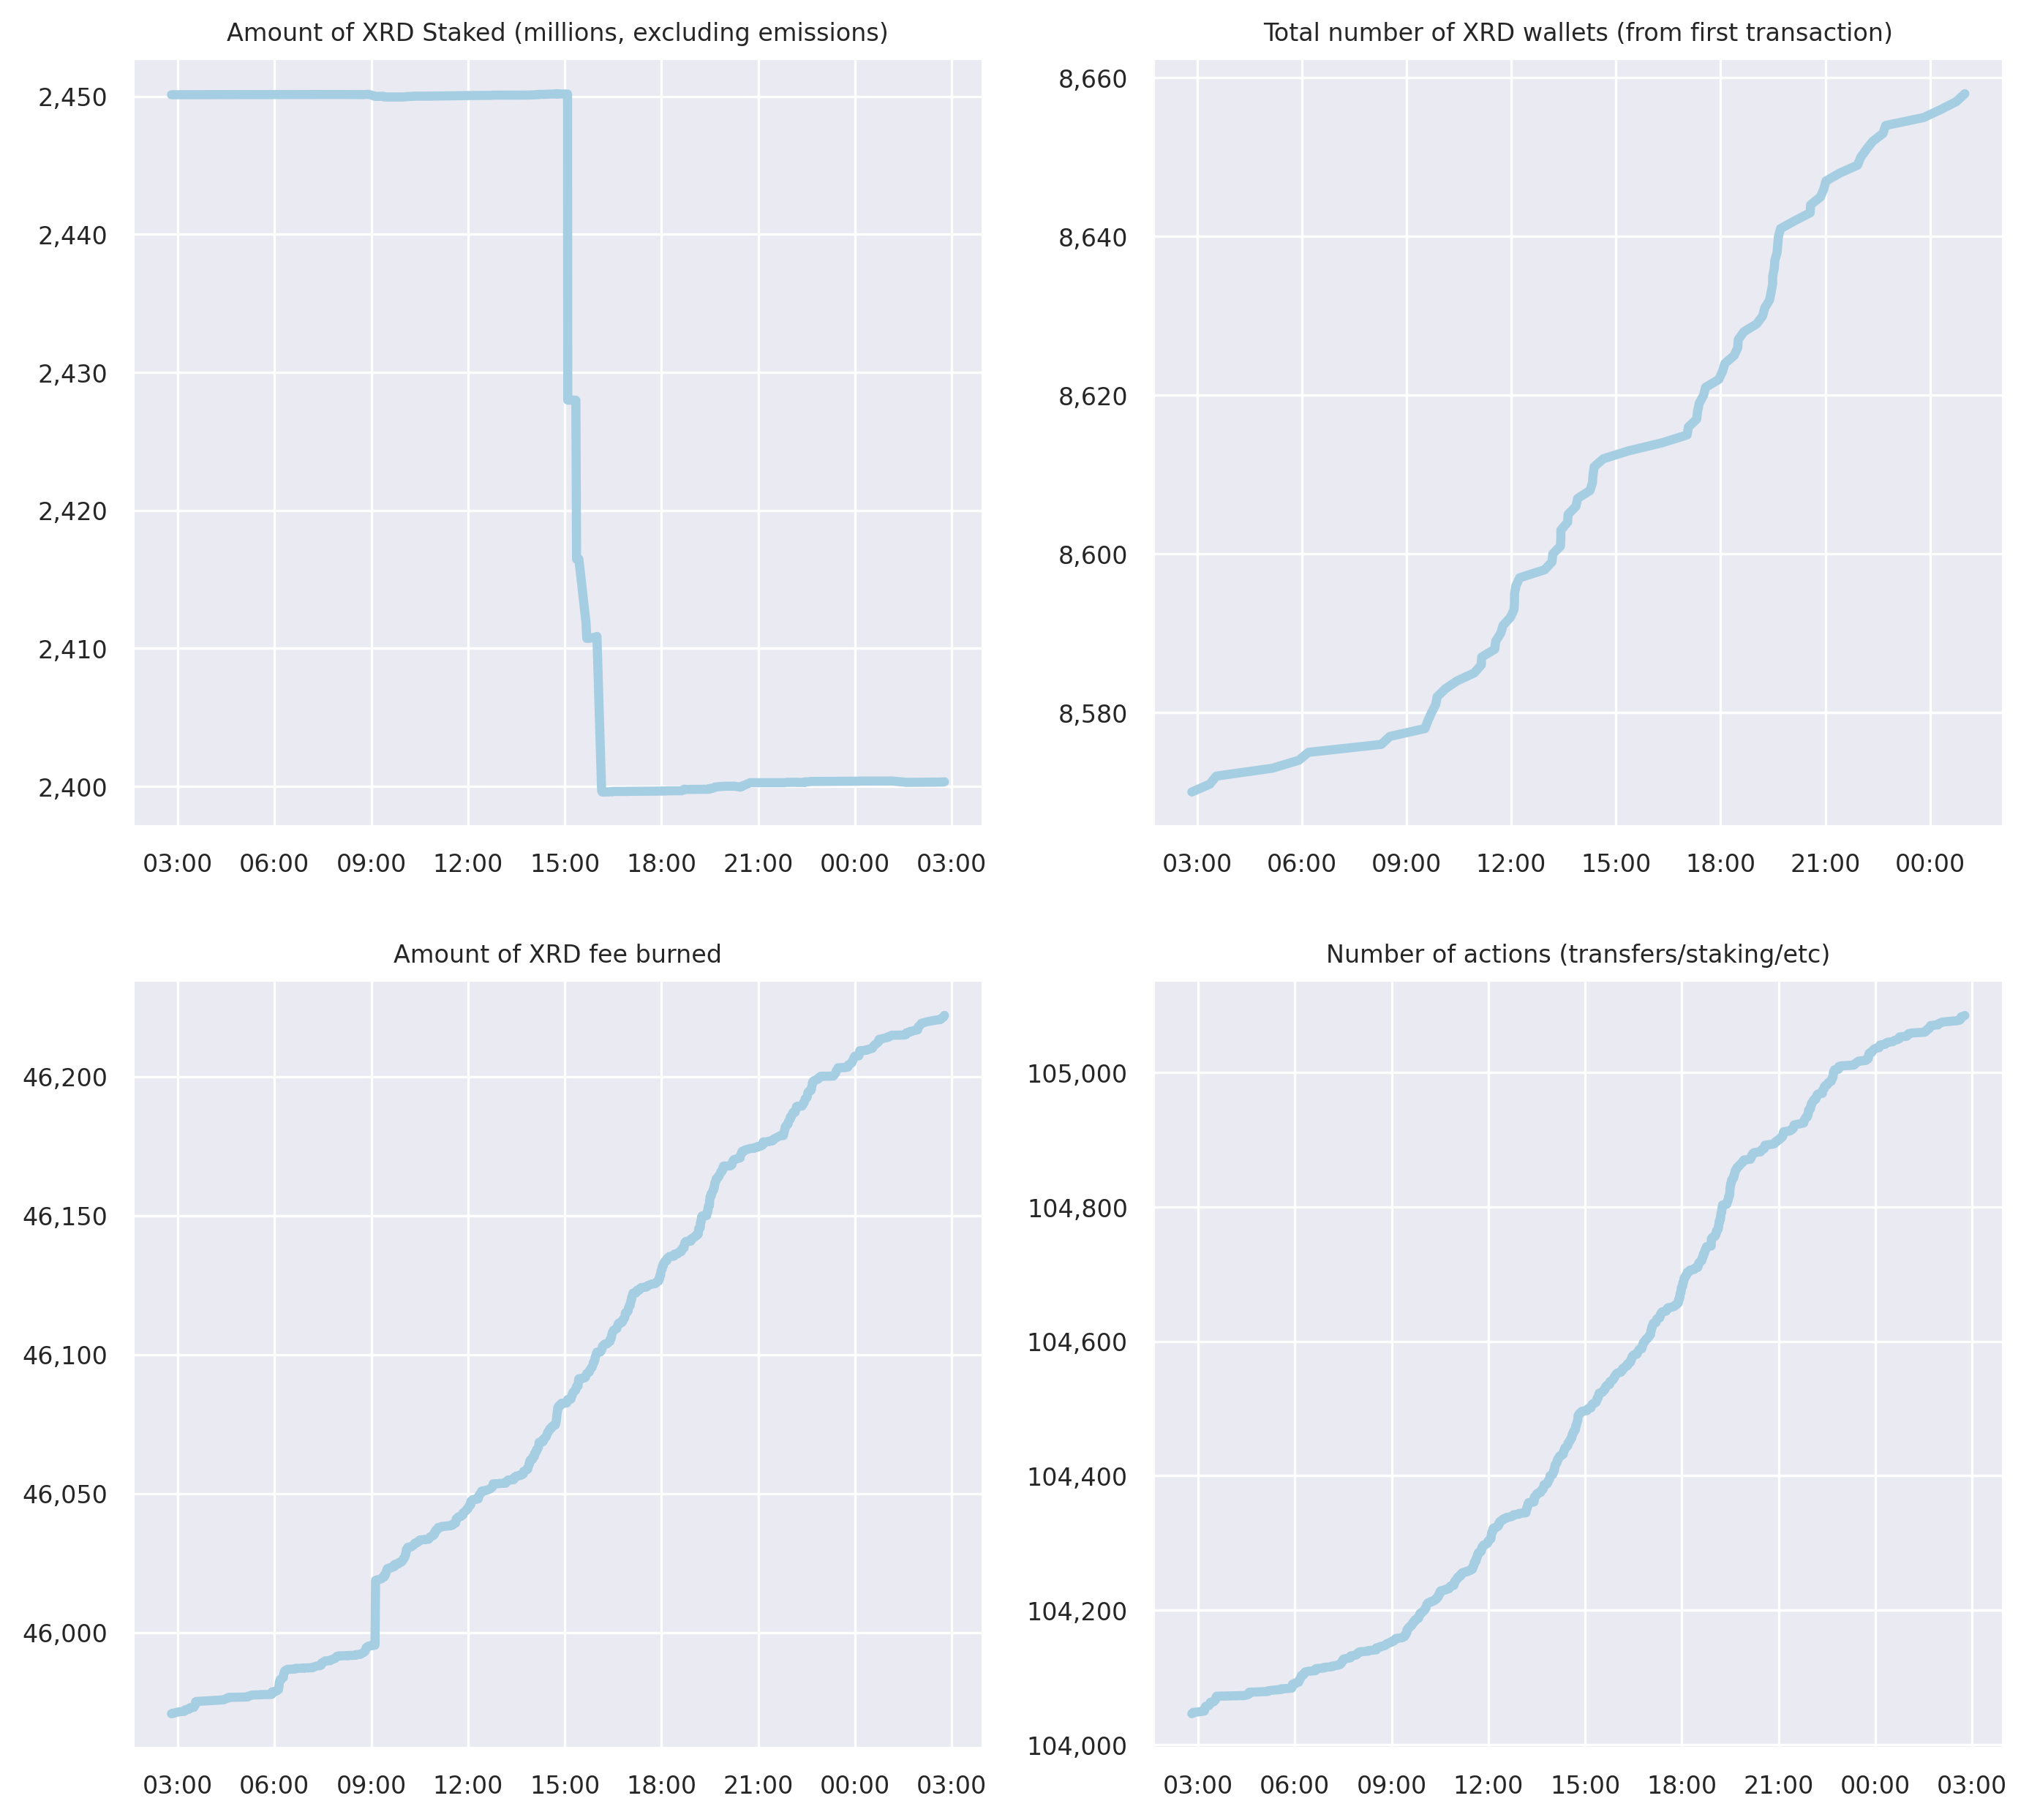 Amount of XRD Staked (millions, excluding emissions)
2,450
2,440
2,430
2,420
2,410
2,400
03:00 06:00 09:00 12:00 15:00 18:00 21:00 00:00 03:00
Total number of XRD wallets (from first transaction)
8,660
8,640
8,620
8,600
8,580
03:00 06:00 09:00 12:00 15:00 18:00 21:00 00:00
Amount of XRD fee burned
46,200
46,150
46,100
46,050
46,000
03:00 06:00 09:00 12:00 15:00 18:00 21:00 00:00 03:00
Number of actions (transfers/staking/etc)
105,000
104,800
104,600
104,400
104,200
104,000
03:00 06:00 09:00 12:00 15:00 18:00 21:00 00:00 03:00